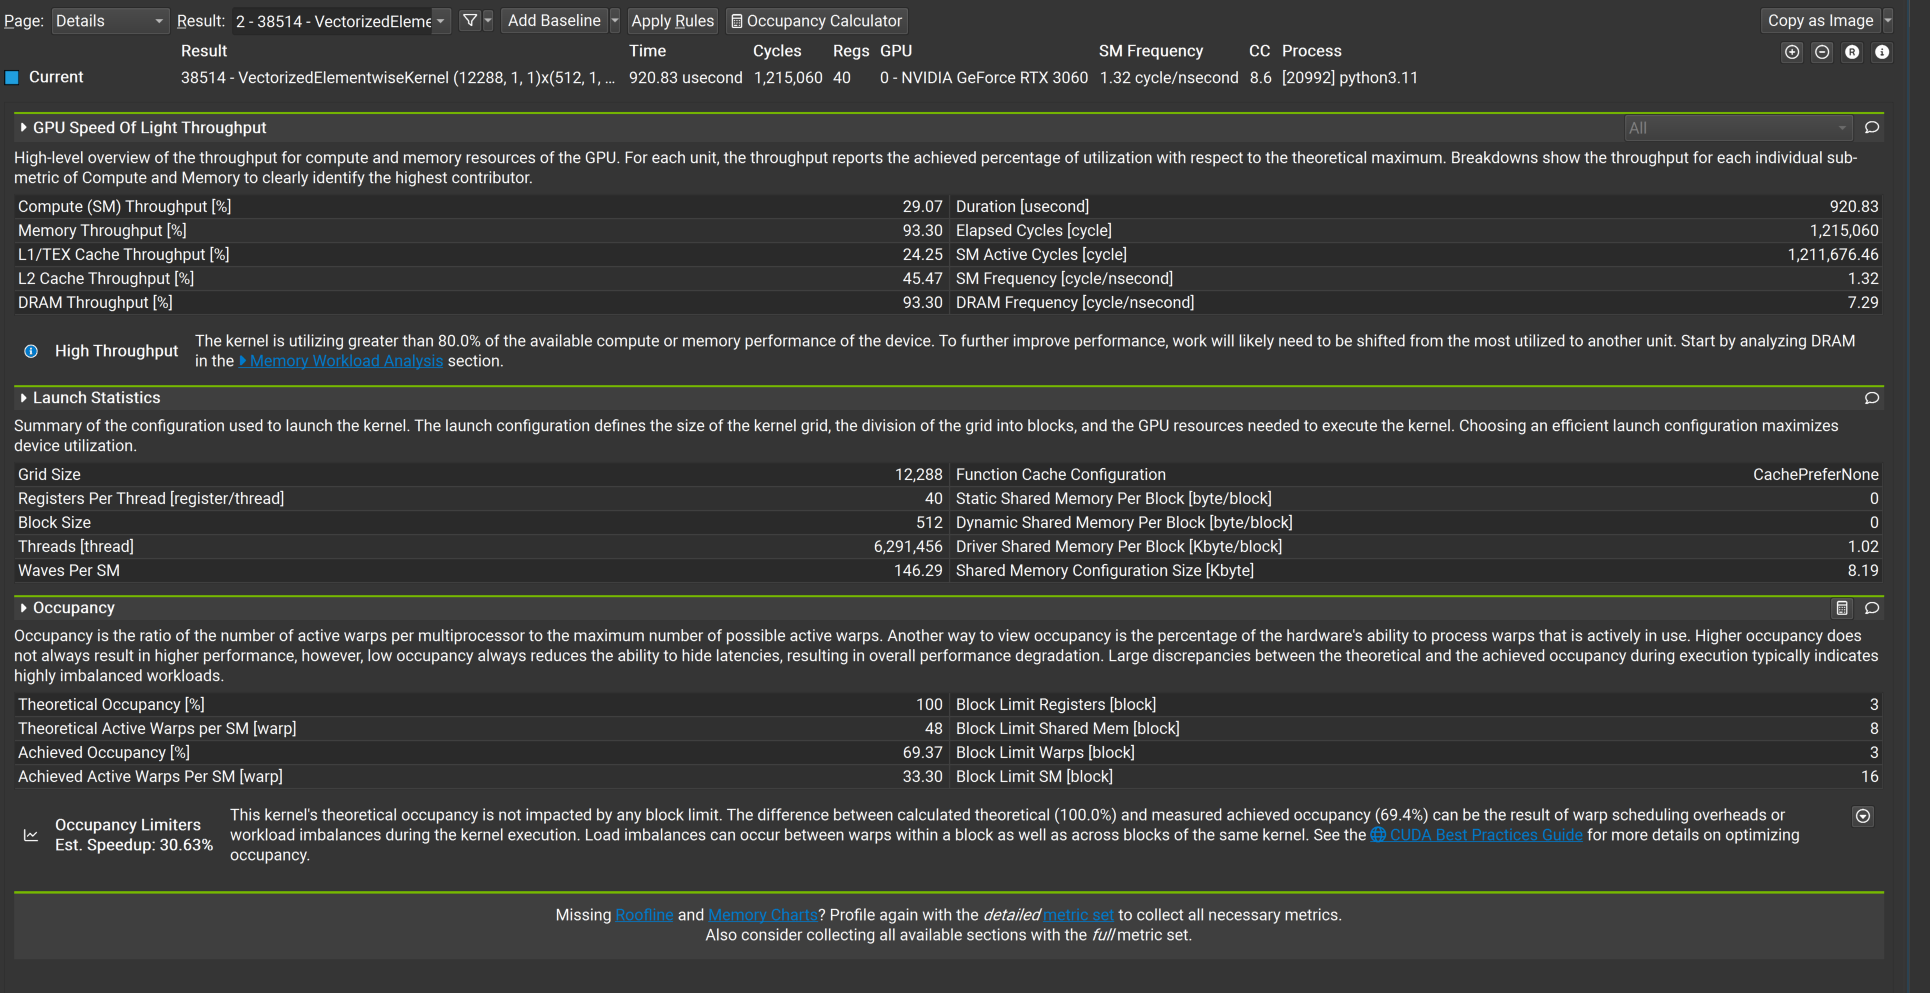 Page: Details Result: 2 - 38514 - VectorizedEleme Add Baseline Apply Rules Occupancy Calculator Copy as Image
Result Time Cycles Regs GPU SM Frequency CC Process
Current 38514 - VectorizedElementwiseKernel (12288, 1, 1)x(512, 1, ... 920.83 usecond 1,215,060 40 0 - NVIDIA GeForce RTX 3060 1.32 cycle/nsecond 8.6 [20992] python3.11
GPU Speed Of Light Throughput All
High-level overview of the throughput for compute and memory resources of the GPU. For each unit, the throughput reports the achieved percentage of utilization with respect to the theoretical maximum. Breakdowns show the throughput for each individual sub-
metric of Compute and Memory to clearly identify the highest contributor.
Compute (SM) Throughput [%] 29.07 Duration [usecond] 920.83
Memory Throughput [%] 93.30 Elapsed Cycles [cycle] 1,215,060
L1/TEX Cache Throughput [%] 24.25 SM Active Cycles [cycle] 1,211,676.46
L2 Cache Throughput [%] 45.47 SM Frequency [cycle/nsecond] 1.32
DRAM Throughput [%] 93.30 DRAM Frequency [cycle/nsecond] 7.29
High Throughput The kernel is utilizing greater than 80.0% of the available compute or memory performance of the device. To further improve performance, work will likely need to be shifted from the most utilized to another unit. Start by analyzing DRAM
in the Memory Workload Analysis section.
Launch Statistics
Summary of the configuration used to launch the kernel. The launch configuration defines the size of the kernel grid, the division of the grid into blocks, and the GPU resources needed to execute the kernel. Choosing an efficient launch configuration maximizes
device utilization.
Grid Size 12,288 Function Cache Configuration CachePreferNone
Registers Per Thread [register/thread] 40 Static Shared Memory Per Block [byte/block] 0
Block Size 512 Dynamic Shared Memory Per Block [byte/block] 0
Threads [thread] 6,291,456 Driver Shared Memory Per Block [Kbyte/block] 1.02
Waves Per SM 146.29 Shared Memory Configuration Size [Kbyte] 8.19
Occupancy
Occupancy is the ratio of the number of active warps per multiprocessor to the maximum number of possible active warps. Another way to view occupancy is the percentage of the hardware's ability to process warps that is actively in use. Higher occupancy does
not always result in higher performance, however, low occupancy always reduces the ability to hide latencies, resulting in overall performance degradation. Large discrepancies between the theoretical and the achieved occupancy during execution typically indicates
highly imbalanced workloads.
Theoretical Occupancy [%] 100 Block Limit Registers [block] 3
Theoretical Active Warps per SM [warp] 48 Block Limit Shared Mem [block] 8
Achieved Occupancy [%] 69.37 Block Limit Warps [block] 3
Achieved Active Warps Per SM [warp] 33.30 Block Limit SM [block] 16
Occupancy Limiters
Est. Speedup: 30.63%
This kernel's theoretical occupancy is not impacted by any block limit. The difference between calculated theoretical (100.0%) and measured achieved occupancy (69.4%) can be the result of warp scheduling overheads or
workload imbalances during the kernel execution. Load imbalances can occur between warps within a block as well as across blocks of the same kernel. See the CUDA Best Practices Guide for more details on optimizing
occupancy.
Missing Roofline and Memory Charts? Profile again with the detailed metric set to collect all necessary metrics.
Also consider collecting all available sections with the full metric set.